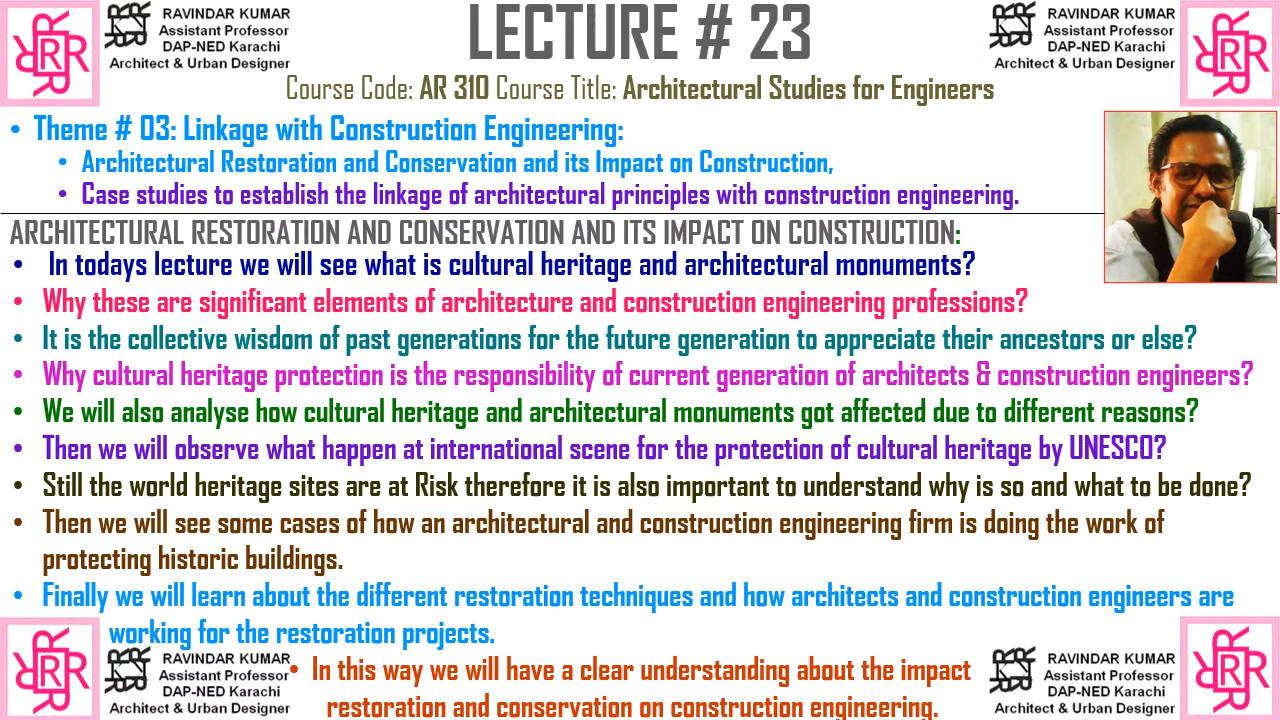 RAVINDAR KUMAR
Assistant Professor
DAP-NED Karachi
Architect & Urban Designer
LECTURE # 23
RAVINDAR KUMAR
Assistant Professor
DAP-NED Karachi
Architect & Urban Designer
Course Code: AR 310 Course Title: Architectural Studies for Engineers
• Theme # 03: Linkage with Construction Engineering:
• Architectural Restoration and Conservation and its Impact on Construction,
• Case studies to establish the linkage of architectural principles with construction engineering.
ARCHITECTURAL RESTORATION AND CONSERVATION AND ITS IMPACT ON CONSTRUCTION:
• In todays lecture we will see what is cultural heritage and architectural monuments?
• Why these are significant elements of architecture and construction engineering professions?
• It is the collective wisdom of past generations for the future generation to appreciate their ancestors or else?
• Why cultural heritage protection is the responsibility of current generation of architects & construction engineers?
• We will also analyse how cultural heritage and architectural monuments got affected due to different reasons?
• Then we will observe what happen at international scene for the protection of cultural heritage by UNESCO?
• Still the world heritage sites are at Risk therefore it is also important to understand why is so and what to be done?
• Then we will see some cases of how an architectural and construction engineering firm is doing the work of
protecting historic buildings.
• Finally we will learn about the different restoration techniques and how architects and construction engineers are
working for the restoration projects.
• In this way we will have a clear understanding about the impact
restoration and conservation on construction engineering.
RAVINDAR KUMAR
Assistant Professor
DAP-NED Karachi
Architect & Urban Designer
RAVINDAR KUMAR
Assistant Professor
DAP-NED Karachi
Architect & Urban Designer